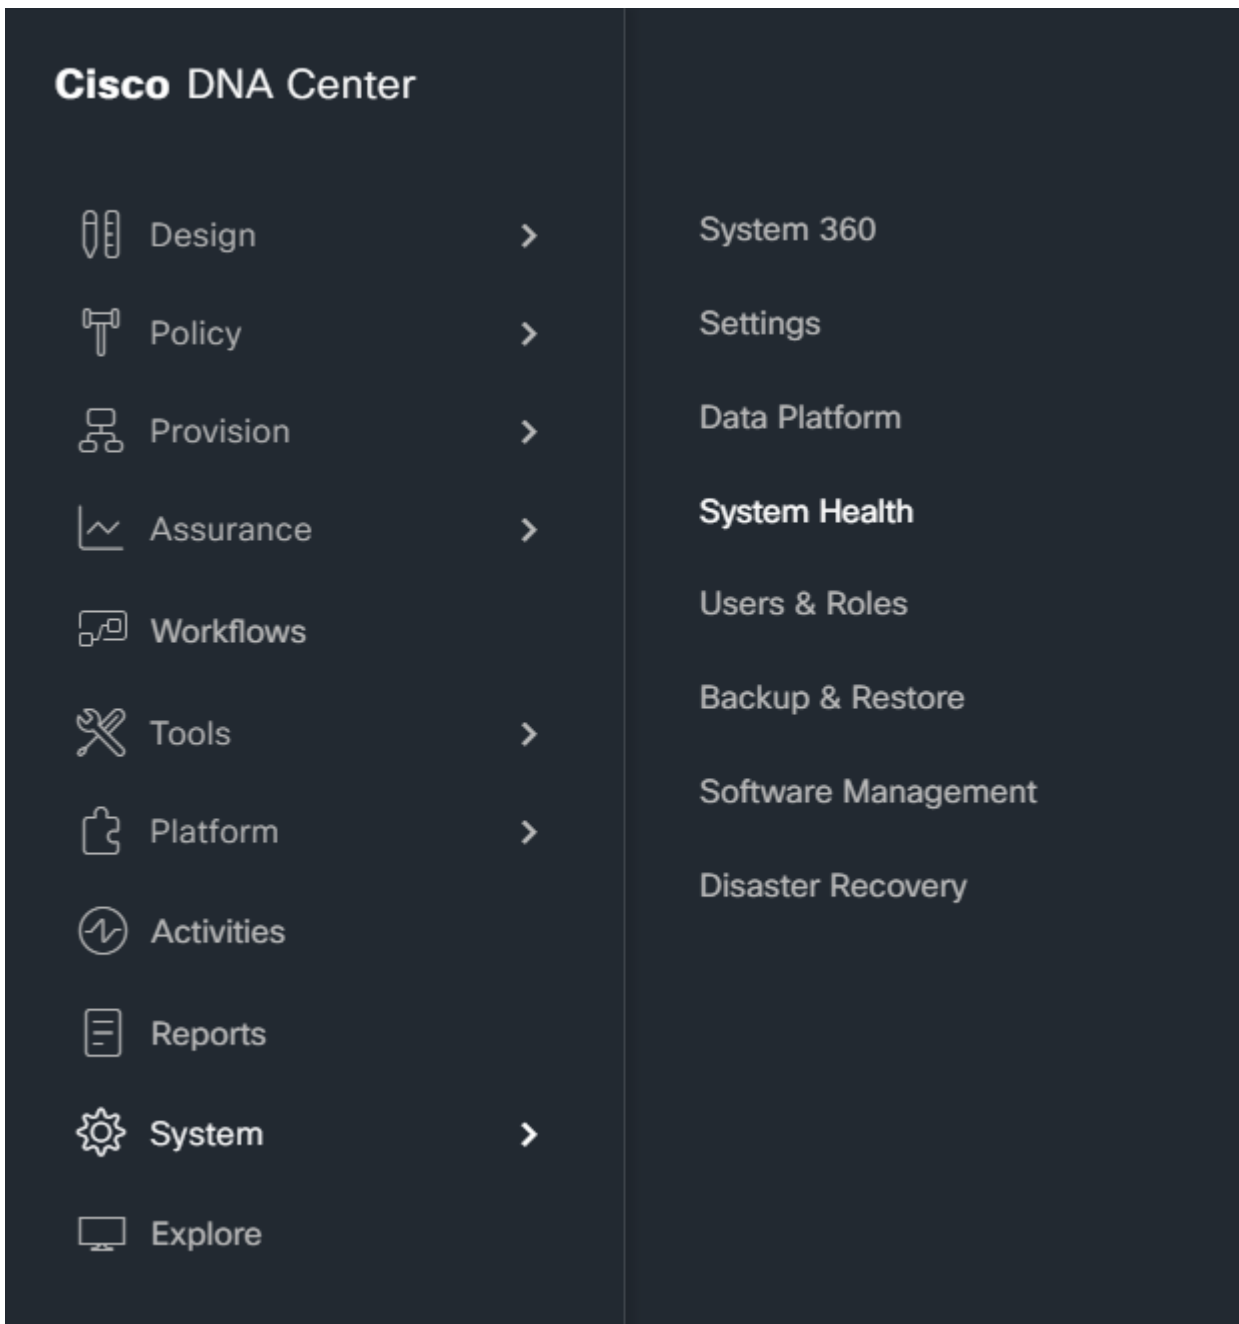 Cisco DNA Center
Design
Policy
Provision
Assurance
Workflows
Tools
Platform
Activities
Reports
System
Explore
System 360
Settings
Data Platform
System Health
Users & Roles
Backup & Restore
Software Management
Disaster Recovery